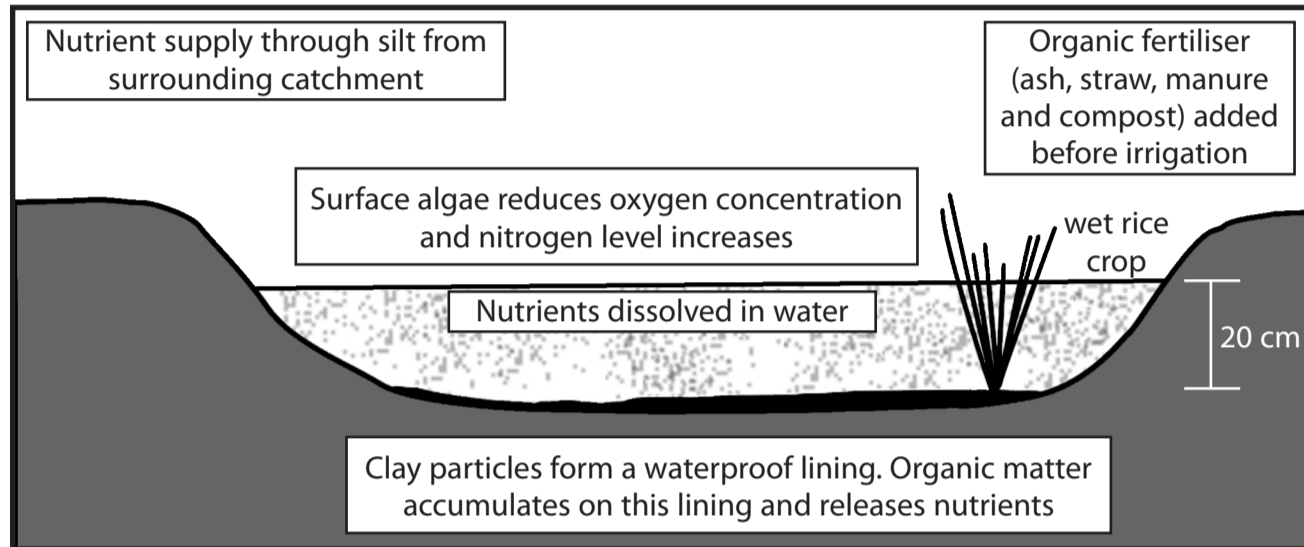 Nutrient supply through silt from
surrounding catchment
Organic fertiliser
(ash, straw, manure
and compost) added
before irrigation
Surface algae reduces oxygen concentration
and nitrogen level increases
wet rice
crop
Nutrients dissolved in water
20 cm
Clay particles form a waterproof lining. Organic matter
accumulates on this lining and releases nutrients